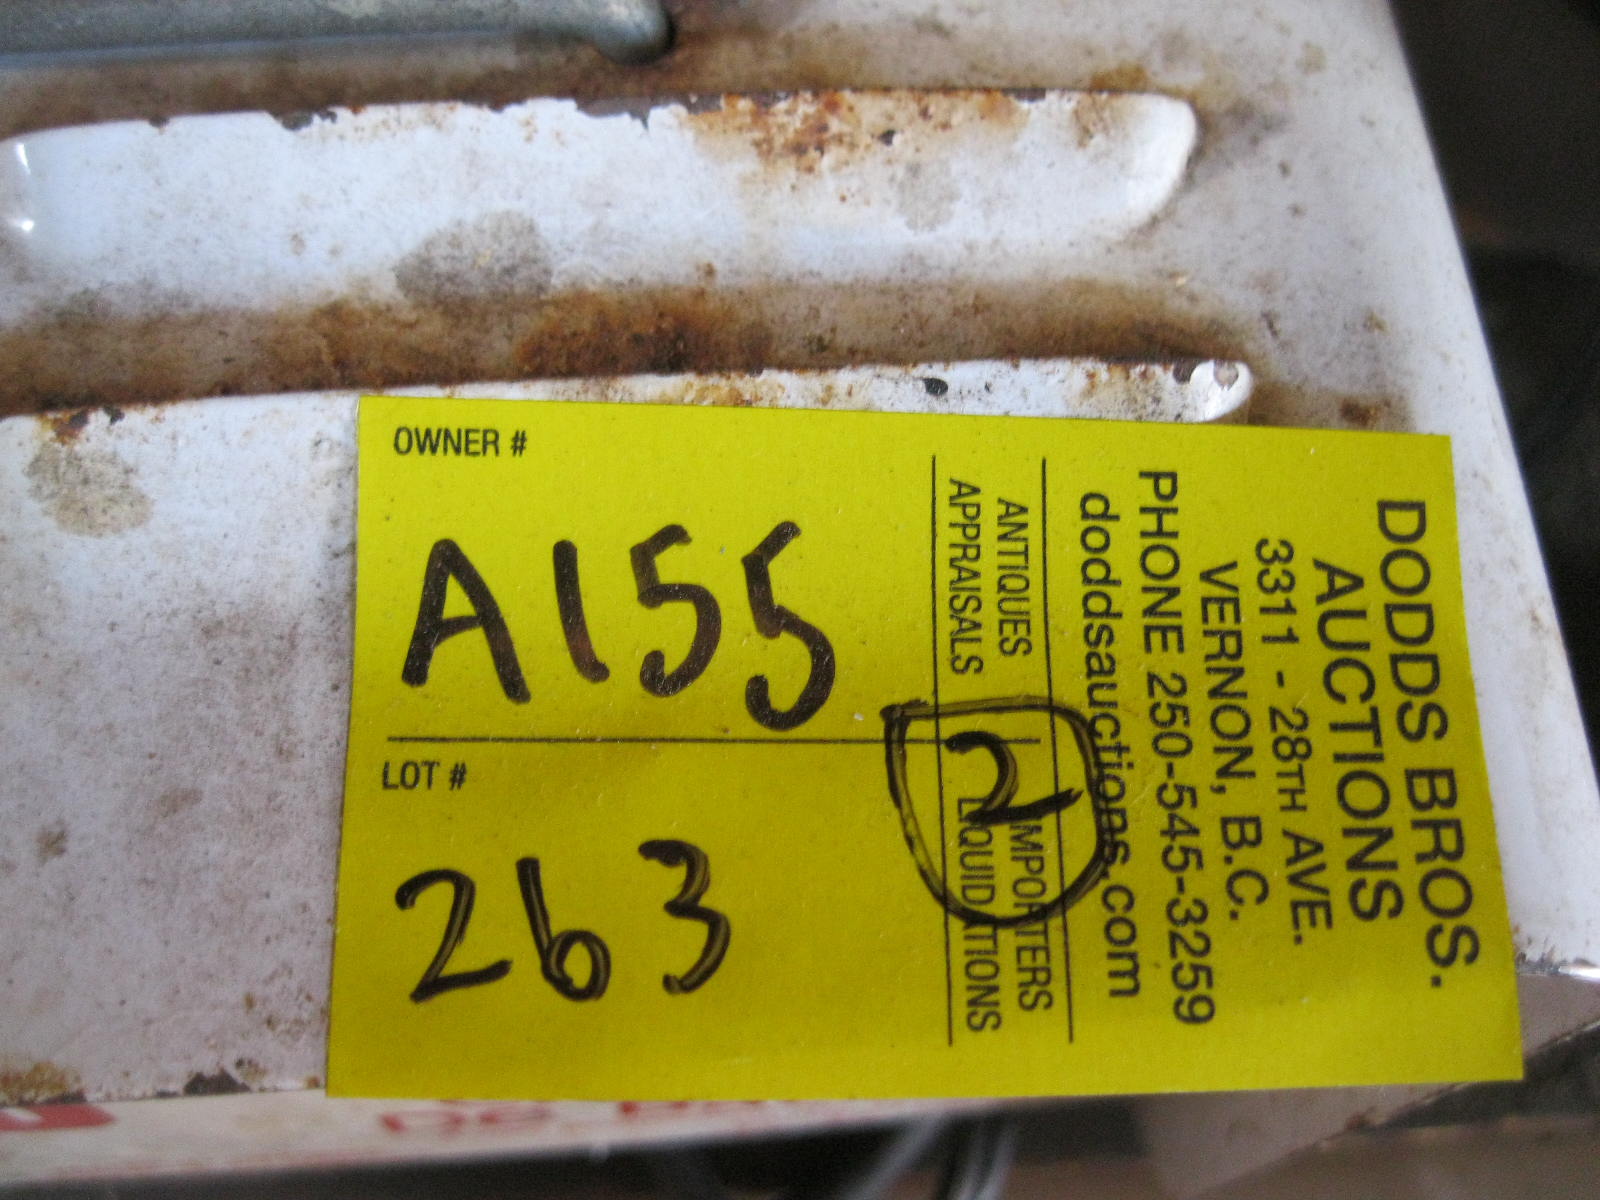 OWNER #
A155
LOT #
263
DODDS BROS.
AUCTIONS
3311 - 28TH AVE.
VERNON, B.C.
PHONE 250-545-3259
doddsauctions.com
ANTIQUES IMPORTERS
APPRAISALS LIQUIDATIONS
2